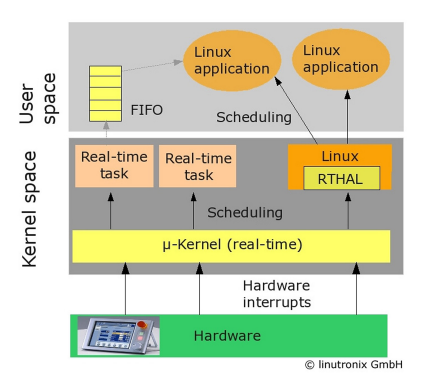 User
space
Linux
application
Linux
application
FIFO
Scheduling
Kernel space
Real-time
task
Real-time
task
Linux
RTHAL
Scheduling
µ-Kernel (real-time)
Hardware
interrupts
Hardware
© linutronix GmbH